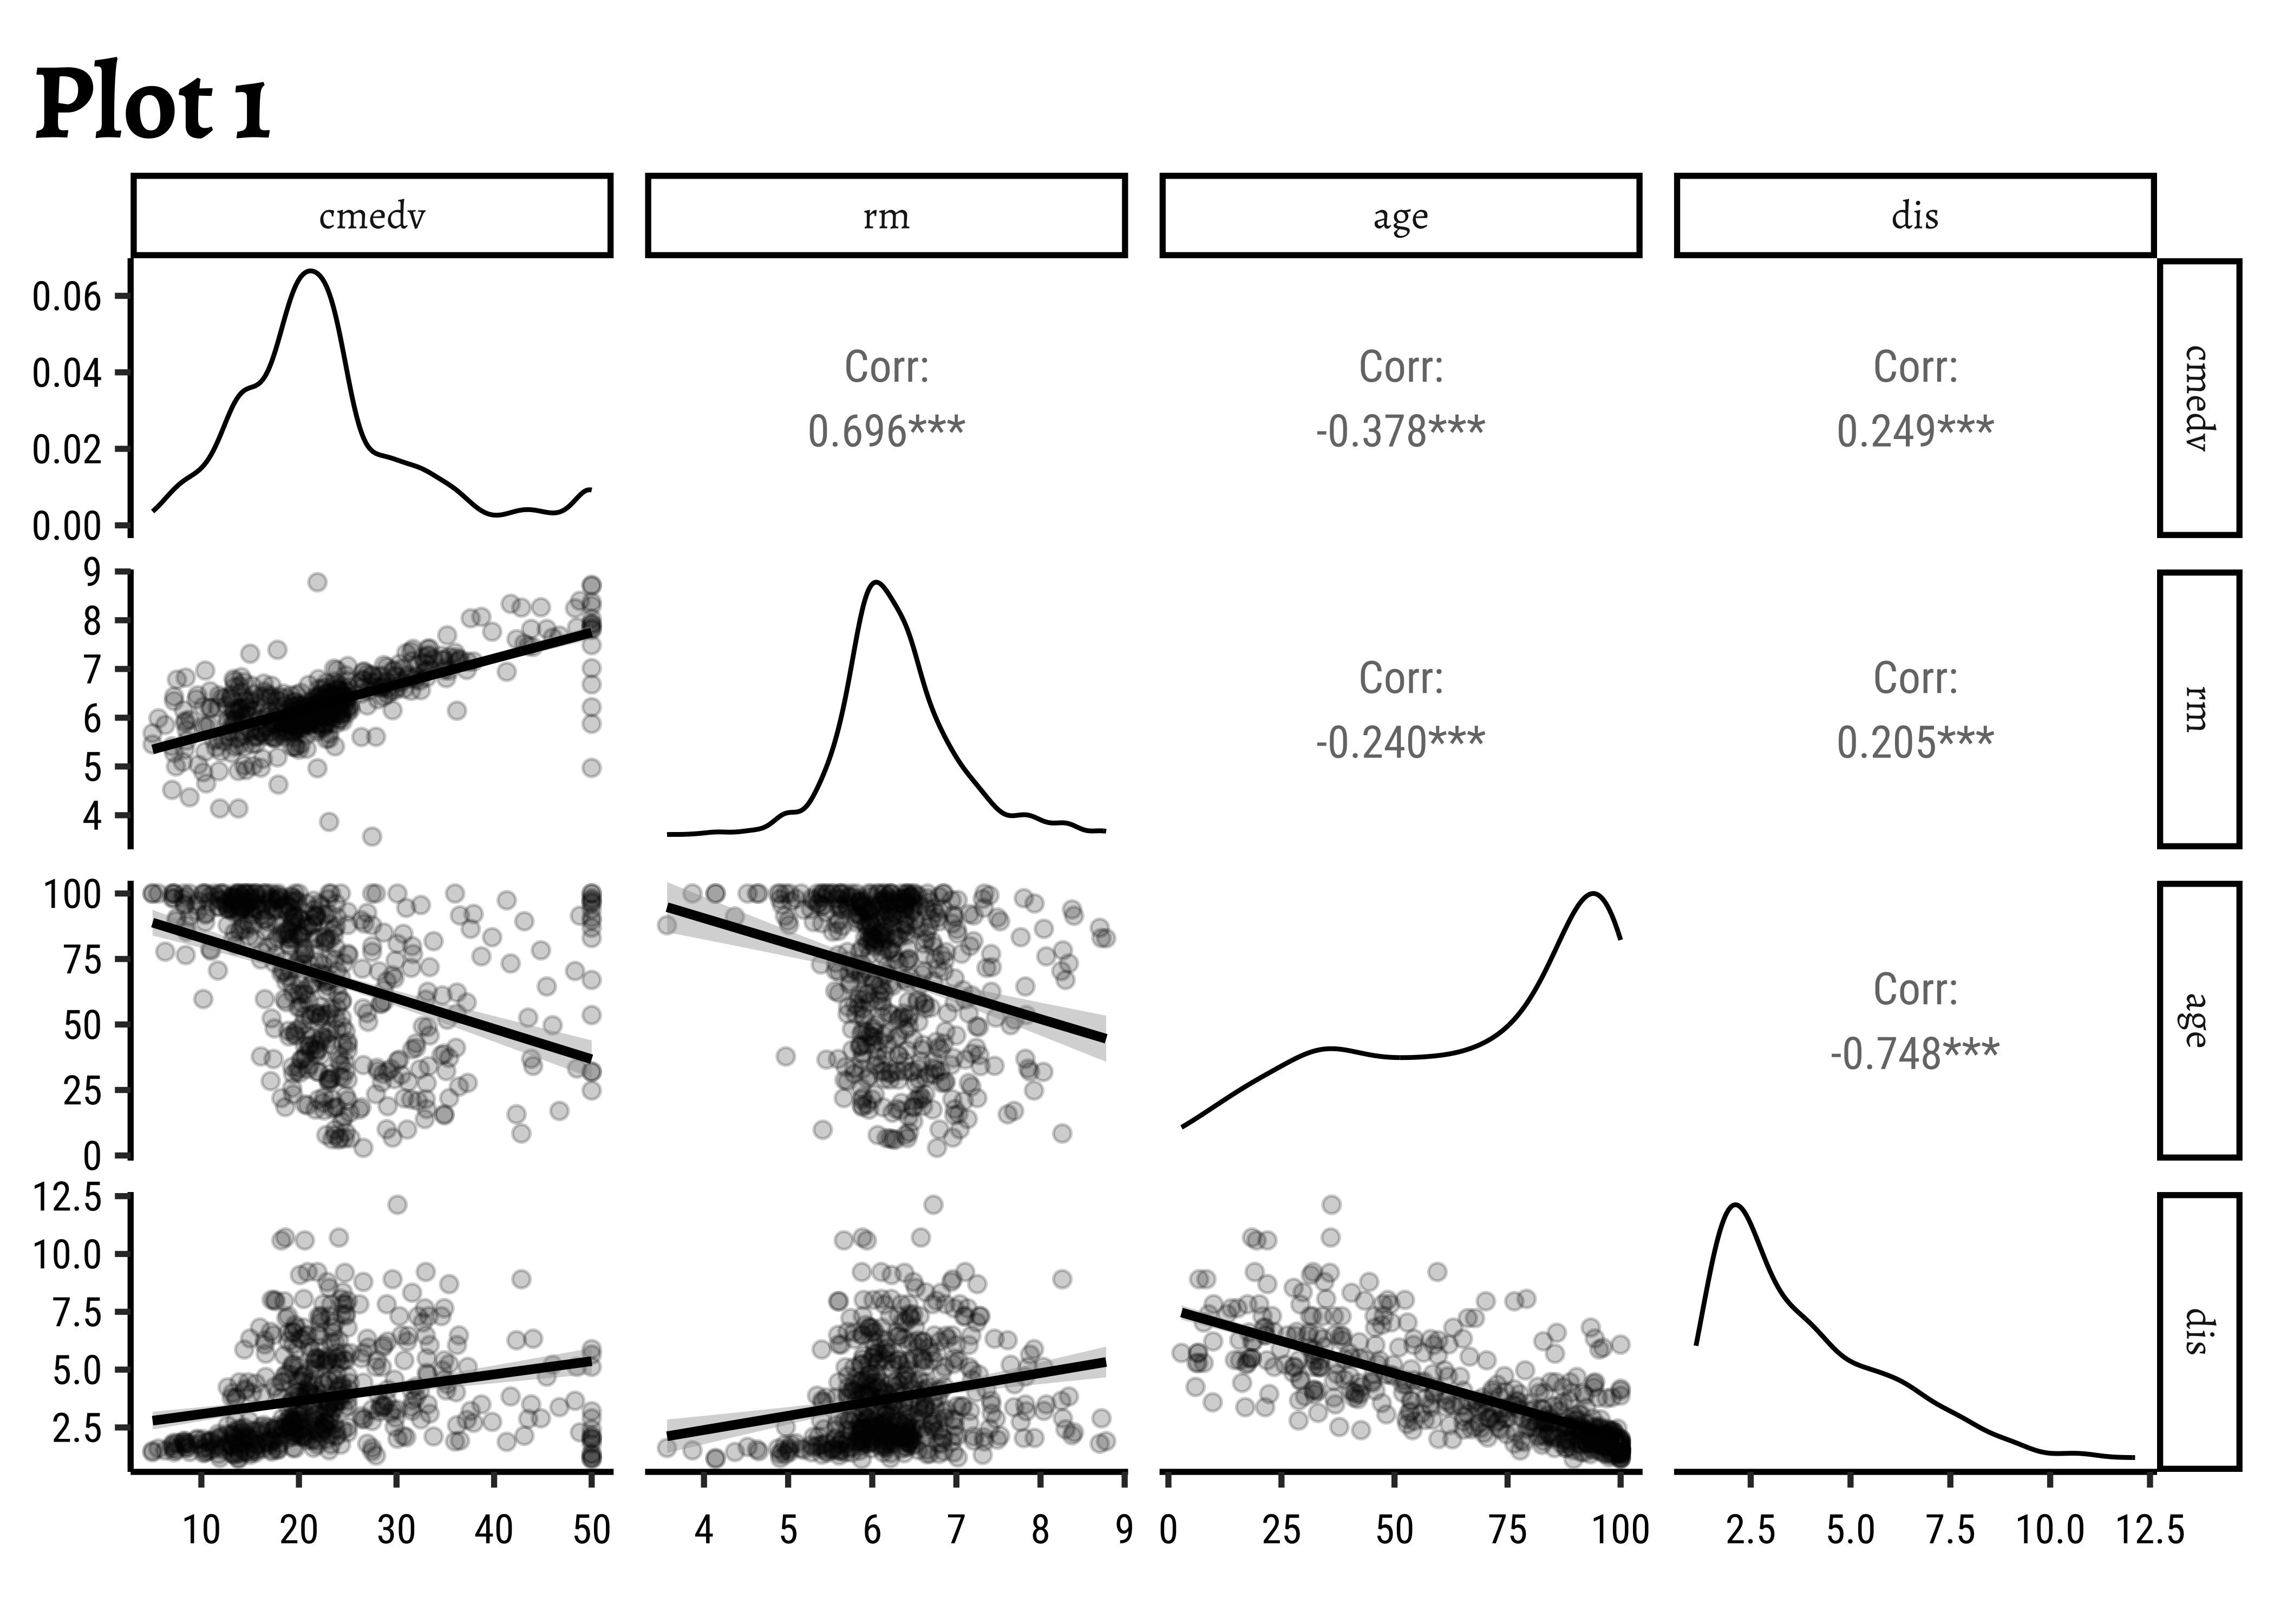 Plot 1
cmedv rm age dis
0.06
0.04
0.02
0.00
Corr:
0.696***
Corr:
-0.378***
Corr:
0.249***
cmedv
9
8
7
6
5
4
Corr:
-0.240***
Corr:
0.205***
rm
100
75
50
25
0
Corr:
-0.748***
age
12.5
10.0
7.5
5.0
2.5
dis
10 20 30 40 50 4 5 6 7 8 9 0 25 50 75 100 2.5 5.0 7.5 10.0 12.5